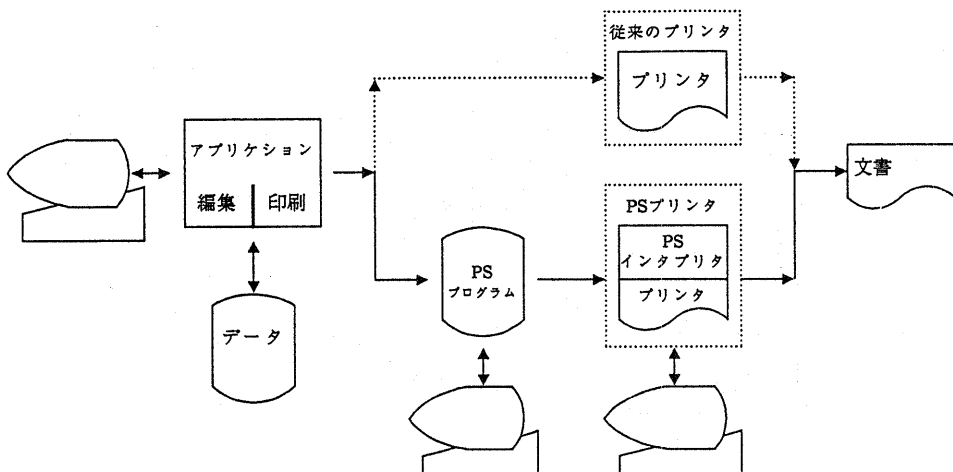 従来のプリンタ
プリンタ
アプリケション
編集
印刷
文書
PSプリンタ
PS
インタプリタ
プリンタ
PS
プログラム
データ